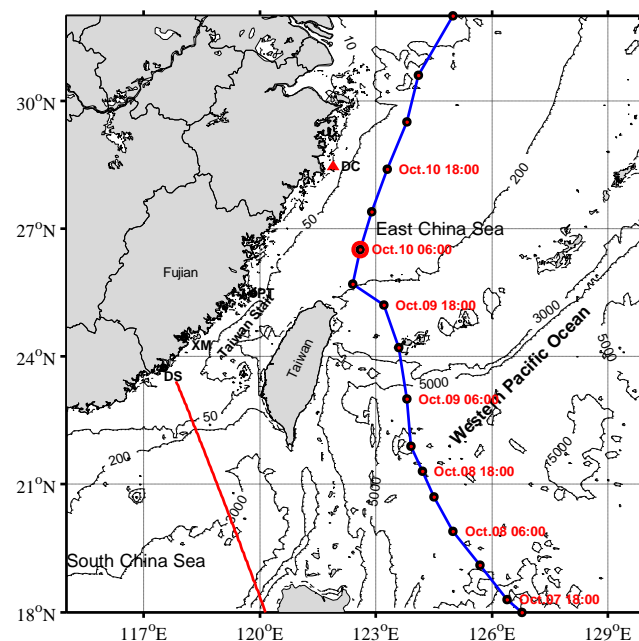 10
30°N
DC
Oct.10 18:00
200
50
27°N
East China Sea
Oct.10 06:00
Fujian
PT
Oct.09 18:00
3000
Taiwan Strait
XM
Taiwan
24°N
5000
5000
DS
Oct.09 06:00
Western Pacific Ocean
50
200
Oct.08 18:00
5000
5000
21°N
3000
Oct.08 06:00
South China Sea
Oct.07 18:00
18°N
117°E
120°E
123°E
126°E
129°E